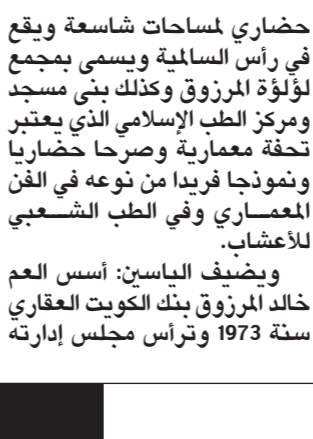 حضاري لمساحات شاسعة ويقع
في رأس السالمية ويسمى بمجمع
لؤلؤة المرزوق وكذلك بنى مسجد
ومركز الطب الإسلامي الذي يعتبر
تحفة معمارية وصرحا حضاريا
ونموذجا فريدا من نوعه في الفن
المعمــاري وفي الطب الشــعبي
للأعشاب.
ويضيف الياسين: أسس العم
خالد المرزوق بنك الكويت العقاري
سنة 1973 وترأس مجلس إدارته